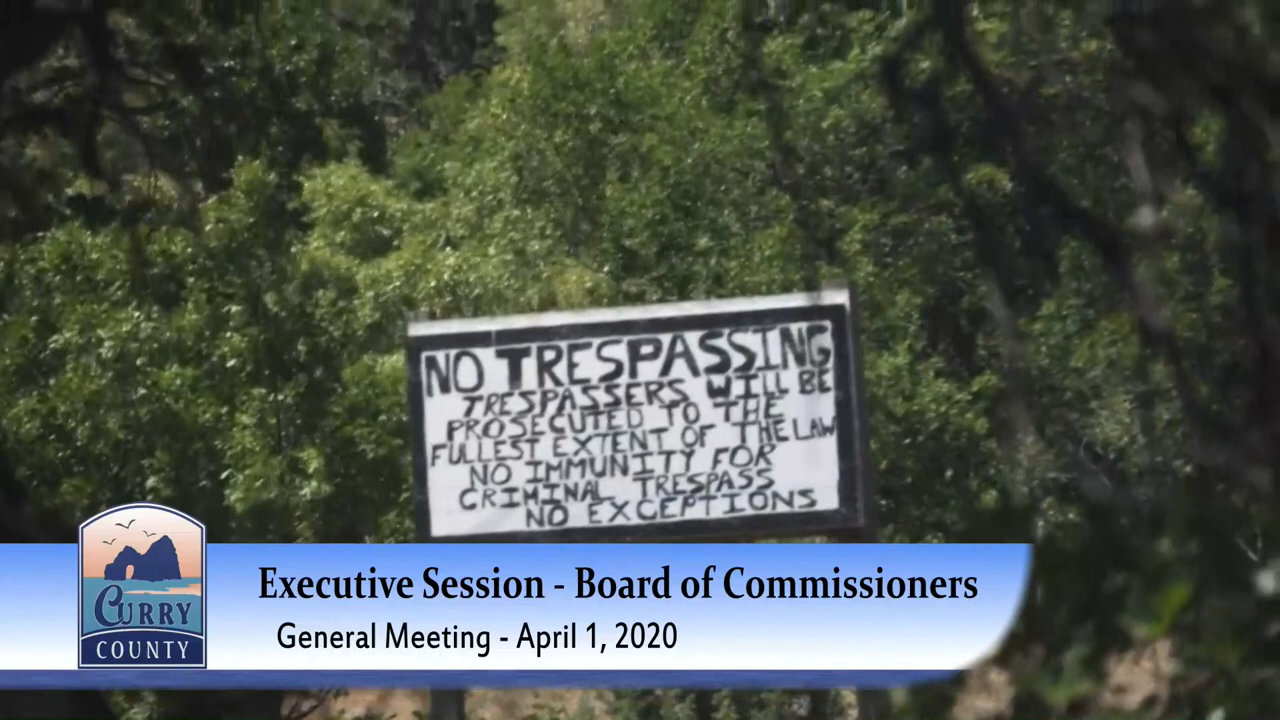 NO TRESPASSING
TRESPASSERS WILL BE
PROSECUTED TO THE
FULLEST EXTENT OF THE LAW
NO IMMUNITY FOR
CRIMINAL TRESPASS
NO EXCEPTIONS
CURRY
COUNTY
Executive Session - Board of Commissioners
General Meeting - April 1, 2020